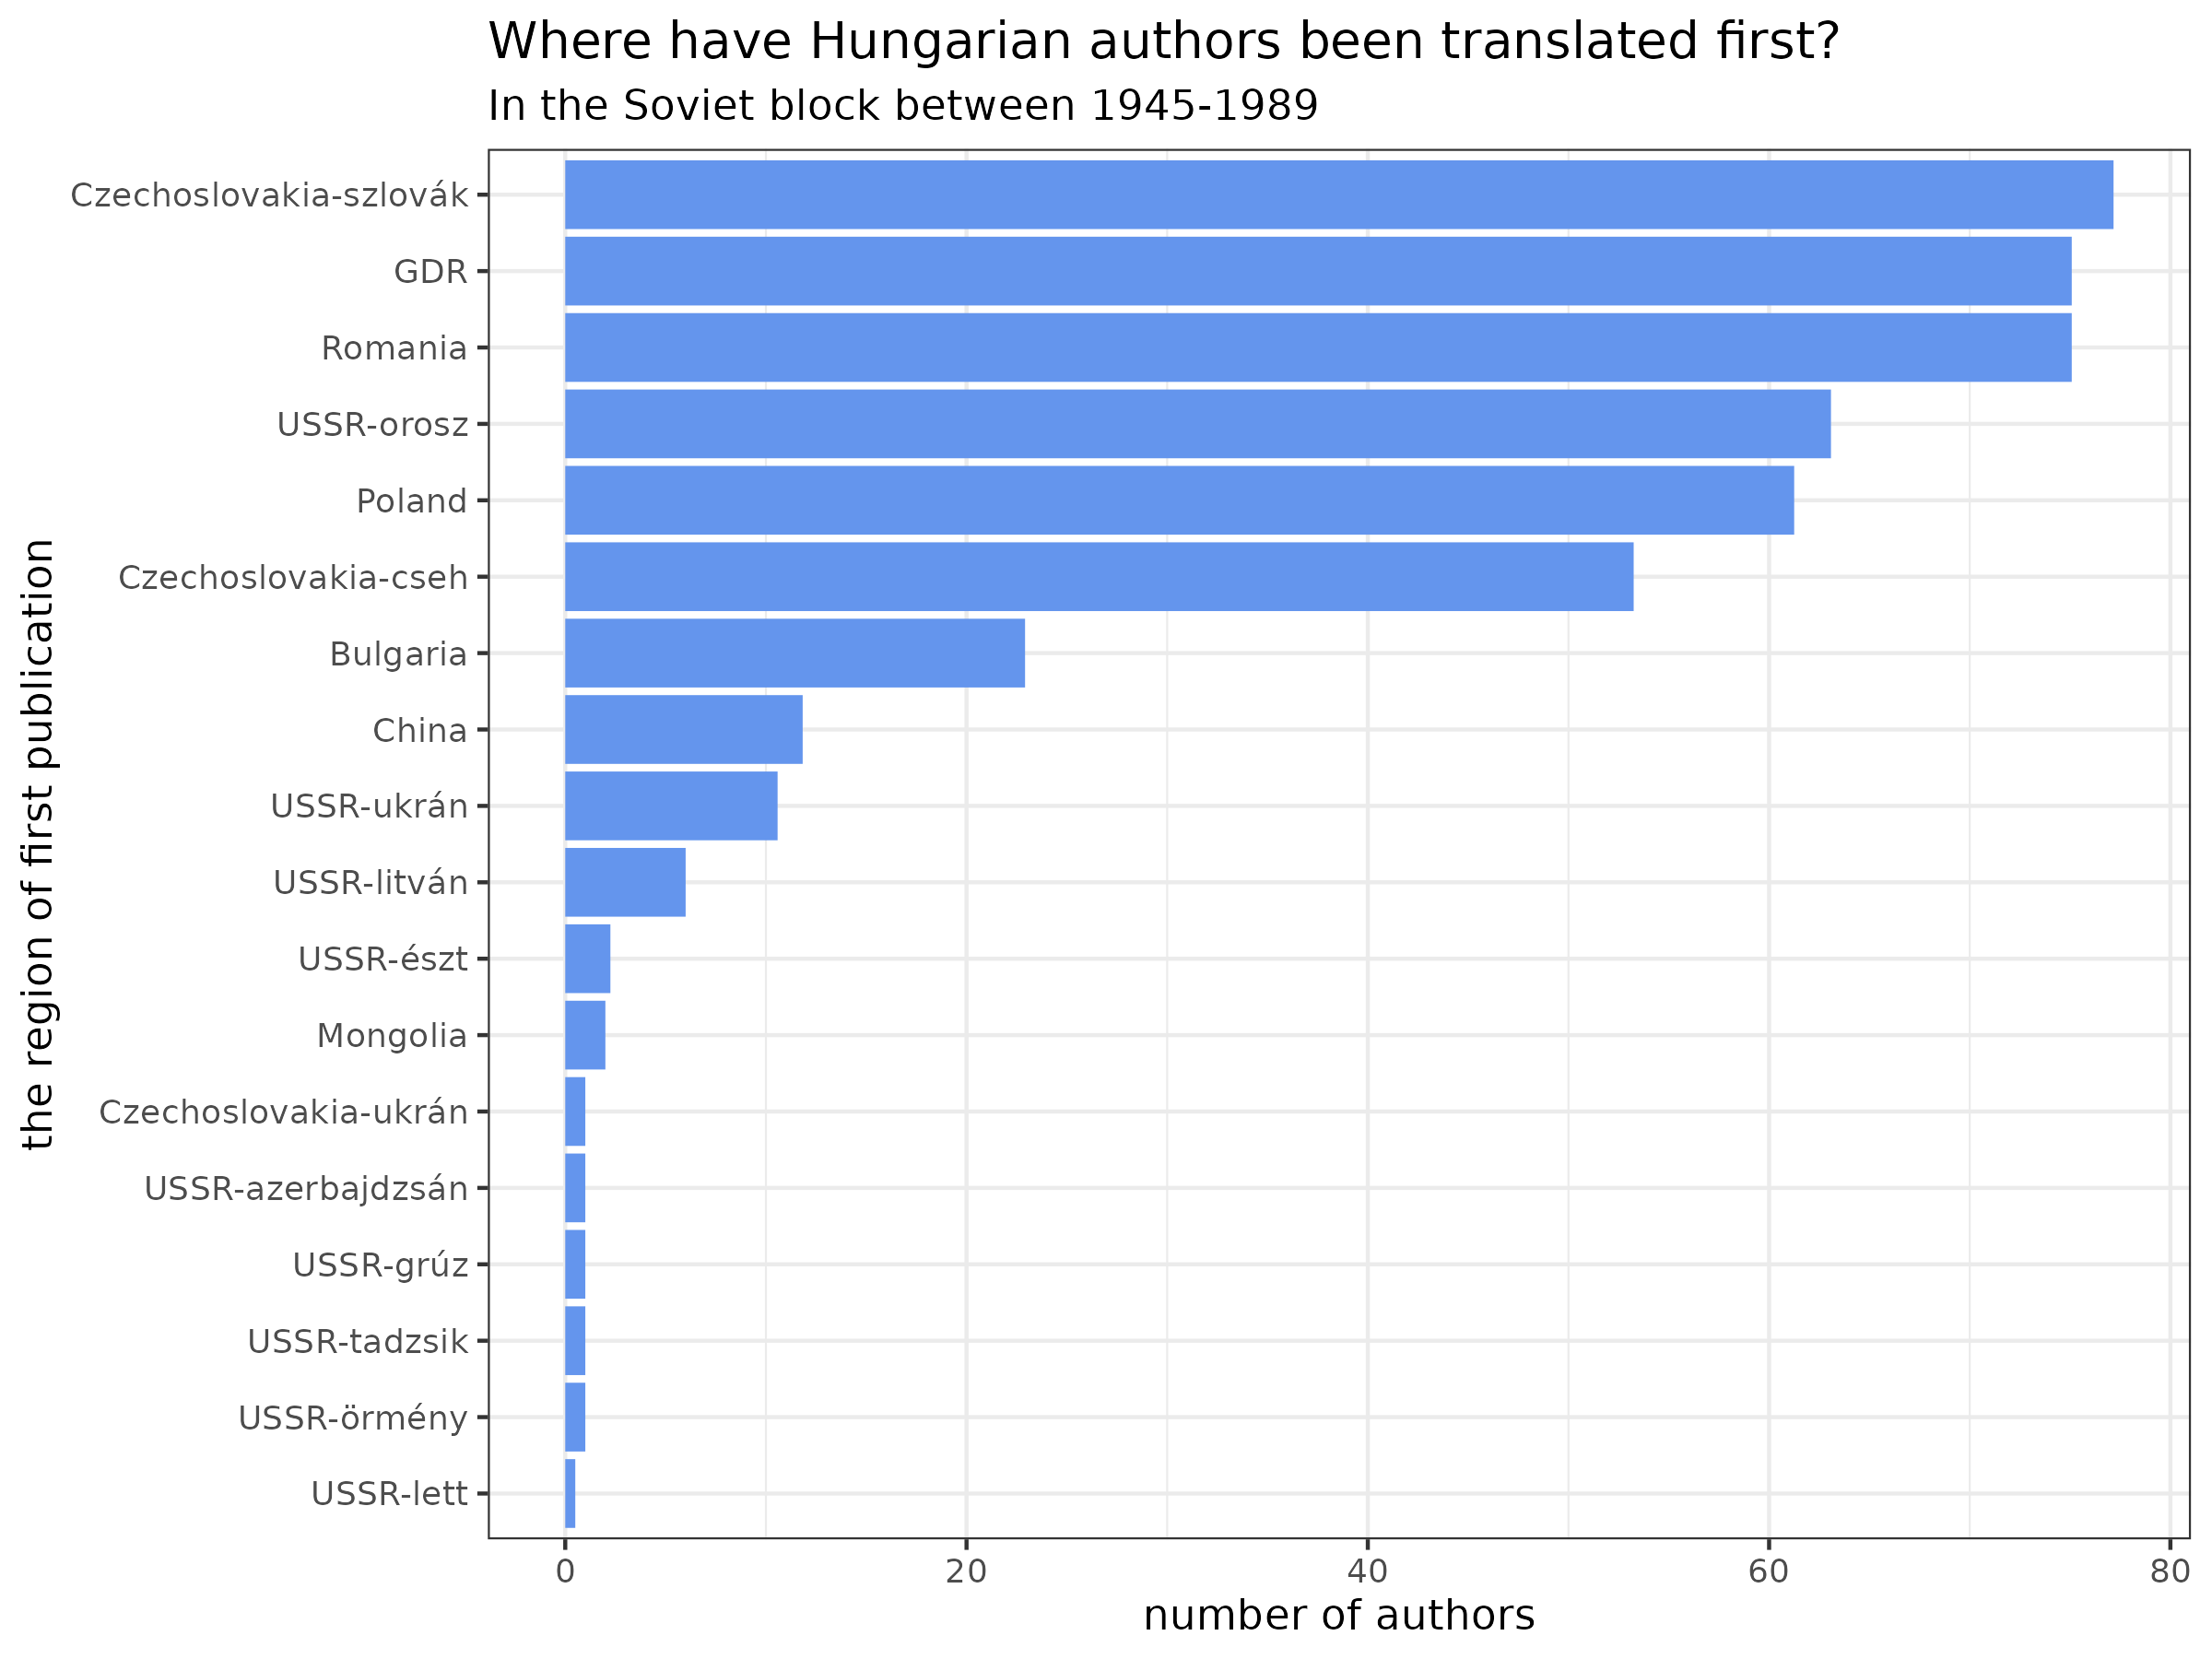 Where have Hungarian authors been translated first?
In the Soviet block between 1945-1989
the region of first publication
Czechoslovakia-szlovák
GDR
Romania
USSR-orosz
Poland
Czechoslovakia-cseh
Bulgaria
China
USSR-ukrán
USSR-litván
USSR-észt
Mongolia
Czechoslovakia-ukrán
USSR-azerbajdzsán
USSR-grúz
USSR-tadzsik
USSR-örmény
USSR-lett
0 20 40 60 80
number of authors